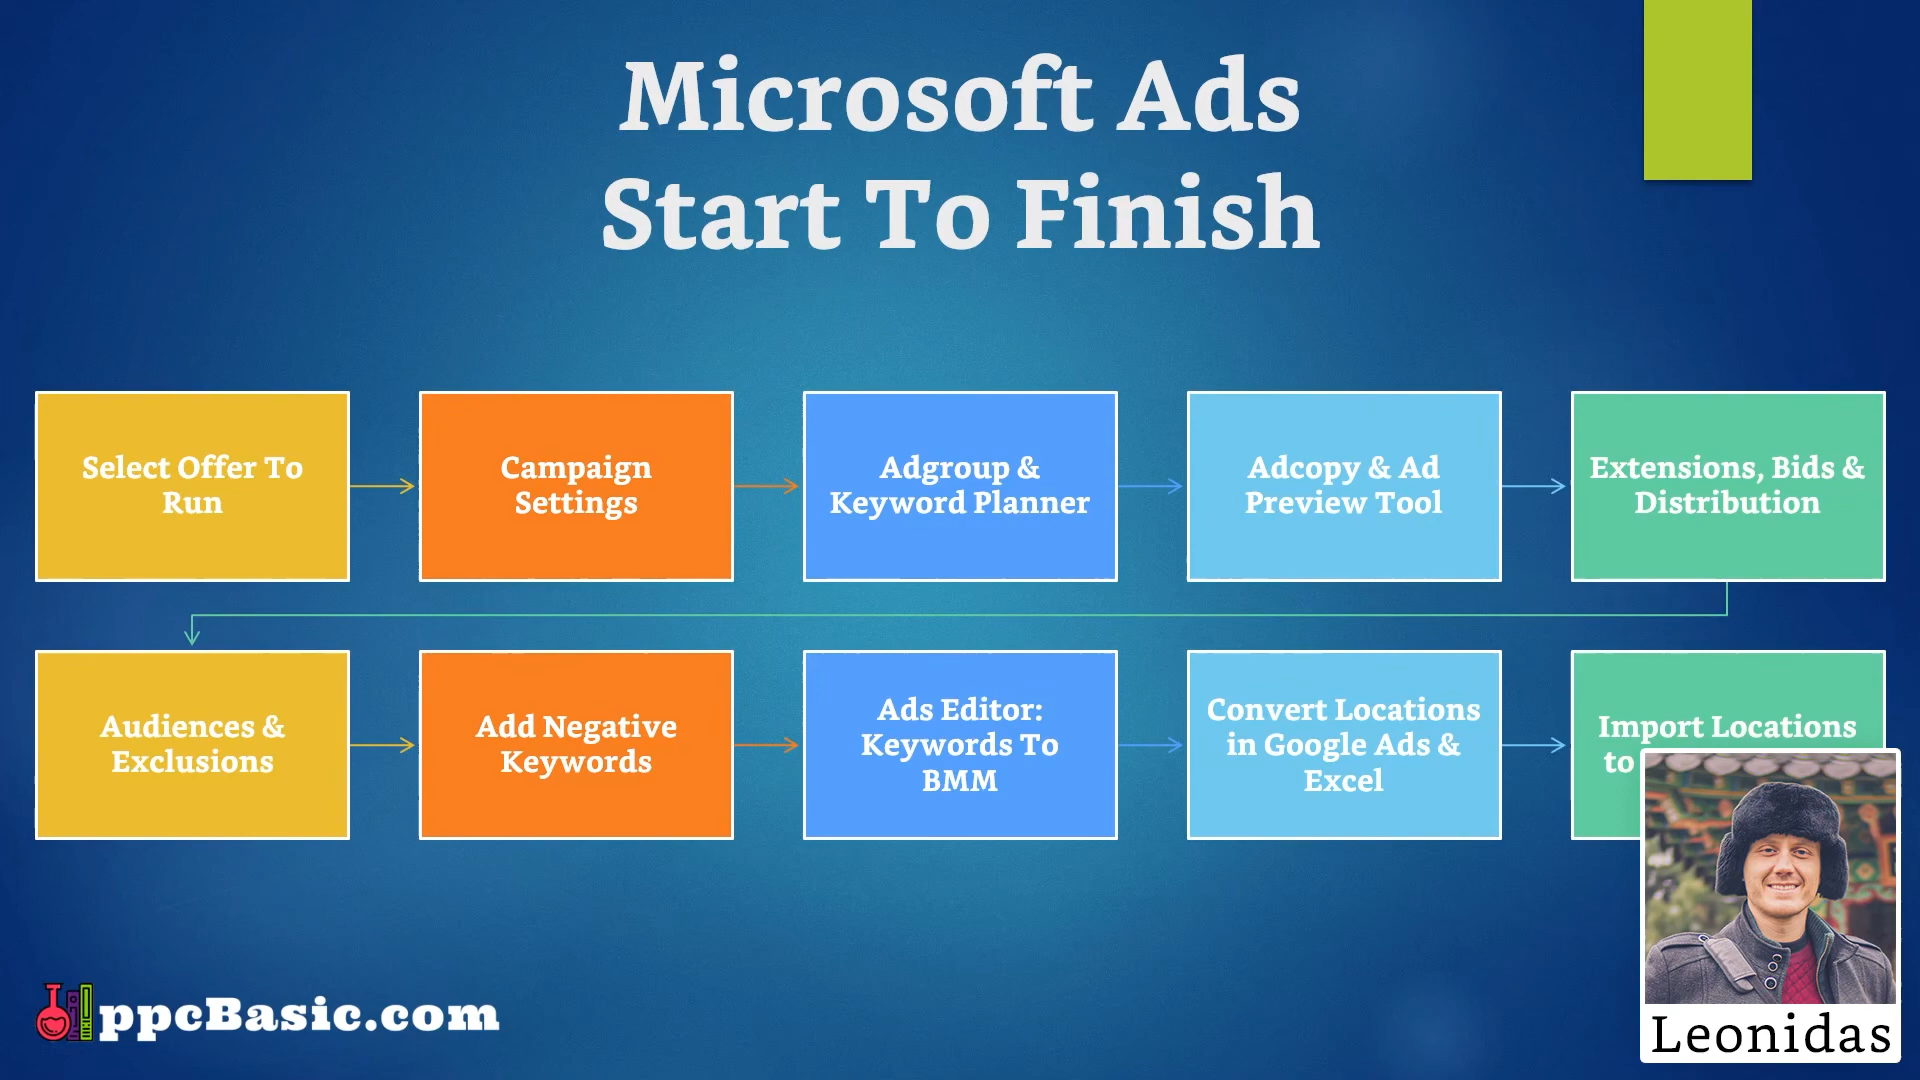 Microsoft Ads
Start To Finish
Select Offer To
Run
Campaign
Settings
Adgroup &
Keyword Planner
Adcopy & Ad
Preview Tool
Extensions, Bids &
Distribution
Audiences &
Exclusions
Add Negative
Keywords
Ads Editor:
Keywords To
BMM
Convert Locations
in Google Ads &
Excel
Import Locations
to
ppcBasic.com
Leonidas